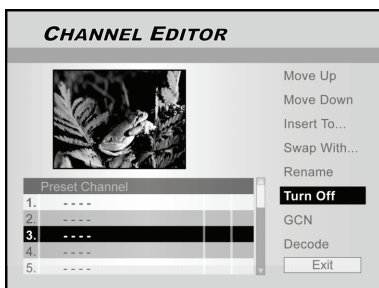 CHANNEL EDITOR
Move Up
Move Down
Insert To...
Swap With...
Rename
Turn Off
GCN
Decode
Exit
Preset Channel
1. - - - -
2. - - - -
3. - - - -
4. - - - -
5. - - - -